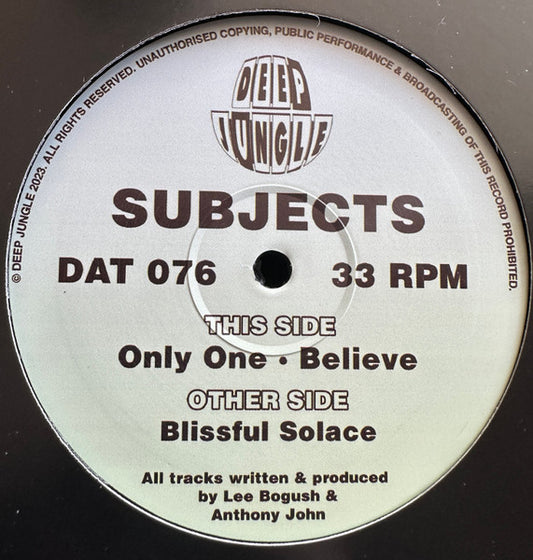 © DEEP JUNGLE 2023. ALL RIGHTS RESERVED. UNAUTHORISED COPYING, PUBLIC PERFORMANCE & BROADCASTING OF THIS RECORD PROHIBITED.
DEEP
JUNGLE
SUBJECTS
DAT 076 33 RPM
THIS SIDE
Only One • Believe
OTHER SIDE
Blissful Solace
All tracks written & produced
by Lee Bogush &
Anthony John